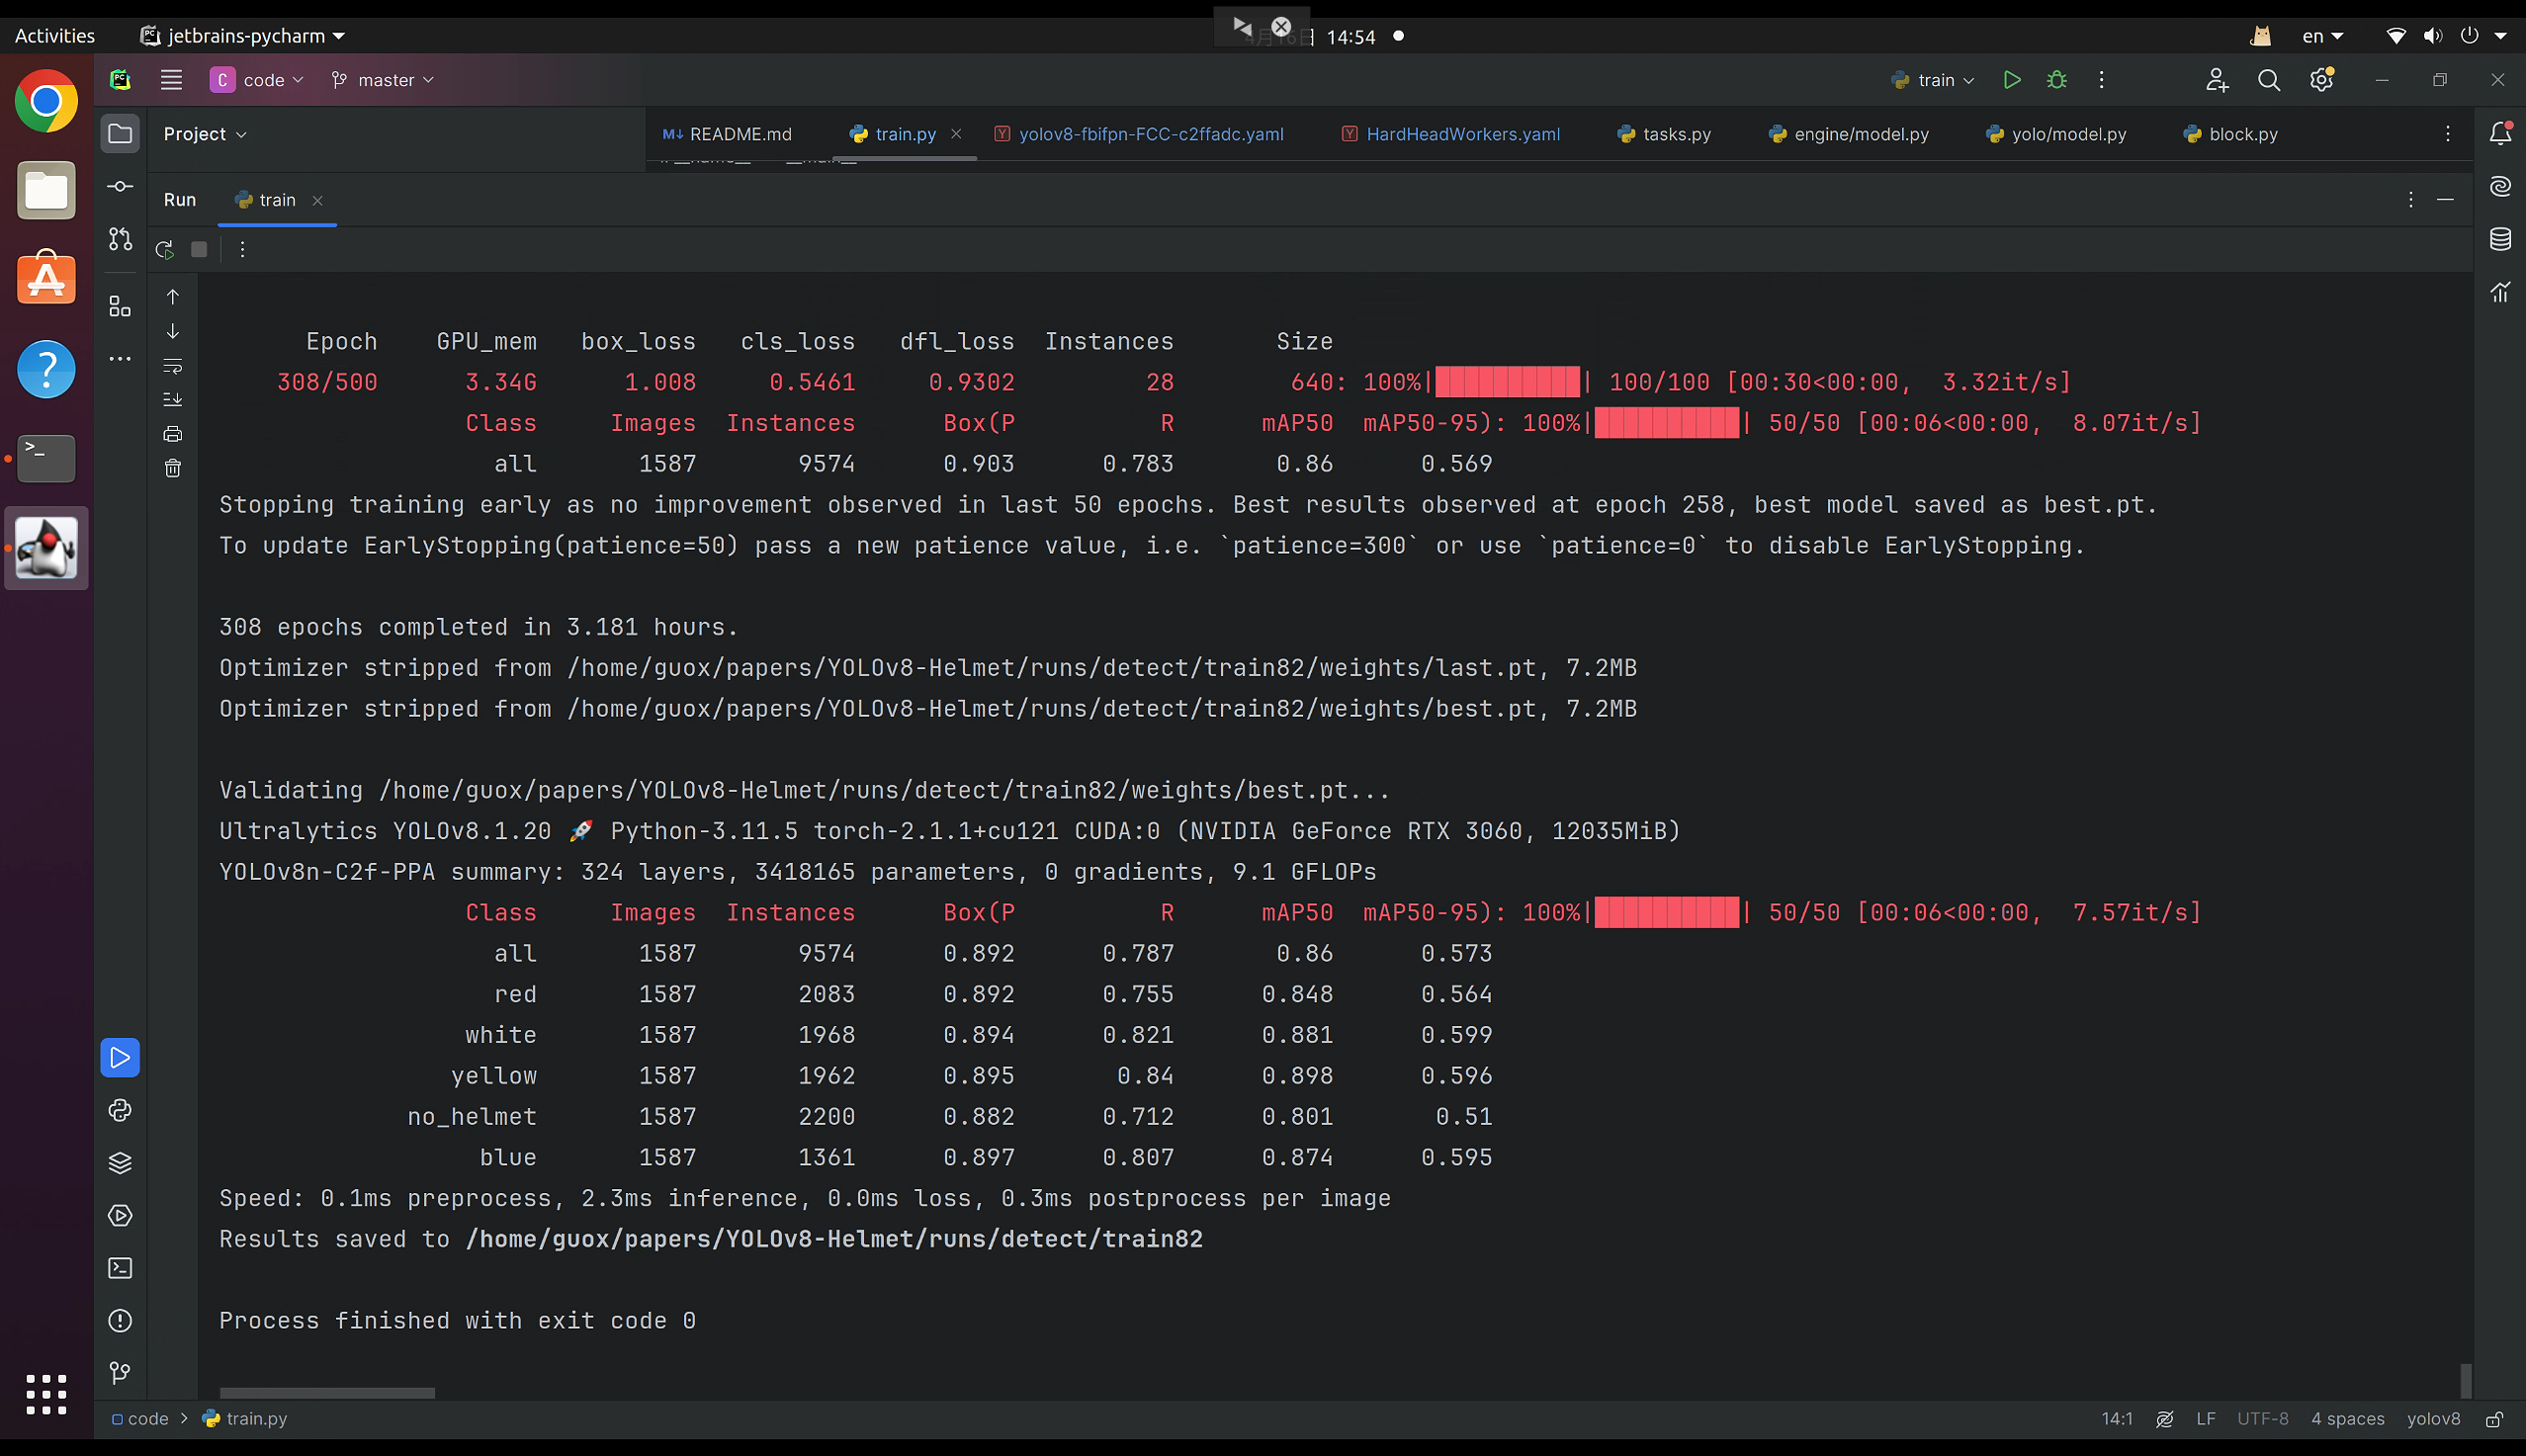 Activities jetbrains-pycharm 14:54 en
C code master train
Project README.md train.py yolov8-fbifpn-FCC-c2ffadc.yaml HardHeadWorkers.yaml tasks.py engine/model.py yolo/model.py block.py
Run train
Epoch GPU_mem box_loss cls_loss dfl_loss Instances Size
308/500 3.34G 1.008 0.5461 0.9302 28 640: 100%|██████████| 100/100 [00:30<00:00, 3.32it/s]
Class Images Instances Box(P R mAP50 mAP50-95): 100%|██████████| 50/50 [00:06<00:00, 8.07it/s]
all 1587 9574 0.903 0.783 0.86 0.569
Stopping training early as no improvement observed in last 50 epochs. Best results observed at epoch 258, best model saved as best.pt.
To update EarlyStopping(patience=50) pass a new patience value, i.e. `patience=300` or use `patience=0` to disable EarlyStopping.
308 epochs completed in 3.181 hours.
Optimizer stripped from /home/guox/papers/YOLOv8-Helmet/runs/detect/train82/weights/last.pt, 7.2MB
Optimizer stripped from /home/guox/papers/YOLOv8-Helmet/runs/detect/train82/weights/best.pt, 7.2MB
Validating /home/guox/papers/YOLOv8-Helmet/runs/detect/train82/weights/best.pt...
Ultralytics YOLOv8.1.20 🚀 Python-3.11.5 torch-2.1.1+cu121 CUDA:0 (NVIDIA GeForce RTX 3060, 12035MiB)
YOLOv8n-C2f-PPA summary: 324 layers, 3418165 parameters, 0 gradients, 9.1 GFLOPs
Class Images Instances Box(P R mAP50 mAP50-95): 100%|██████████| 50/50 [00:06<00:00, 7.57it/s]
all 1587 9574 0.892 0.787 0.86 0.573
red 1587 2083 0.892 0.755 0.848 0.564
white 1587 1968 0.894 0.821 0.881 0.599
yellow 1587 1962 0.895 0.84 0.898 0.596
no_helmet 1587 2200 0.882 0.712 0.801 0.51
blue 1587 1361 0.897 0.807 0.874 0.595
Speed: 0.1ms preprocess, 2.3ms inference, 0.0ms loss, 0.3ms postprocess per image
Results saved to /home/guox/papers/YOLOv8-Helmet/runs/detect/train82
Process finished with exit code 0
code > train.py 14:1 LF UTF-8 4 spaces yolov8